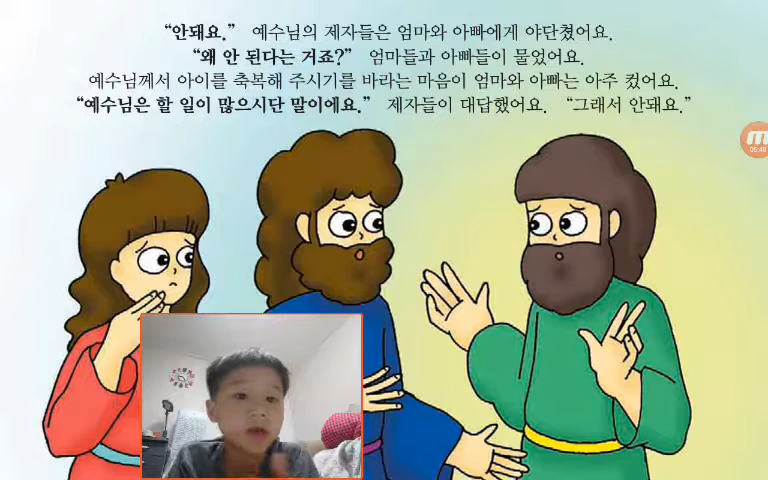 “안돼요.” 예수님의 제자들은 엄마와 아빠에게 야단쳤어요.
“왜 안 된다는 거죠?” 엄마들과 아빠들이 물었어요.
예수님께서 아이를 축복해 주시기를 바라는 마음이 엄마와 아빠는 아주 컸어요.
“예수님은 할 일이 많으시단 말이에요.” 제자들이 대답했어요. “그래서 안돼요.”
05:40